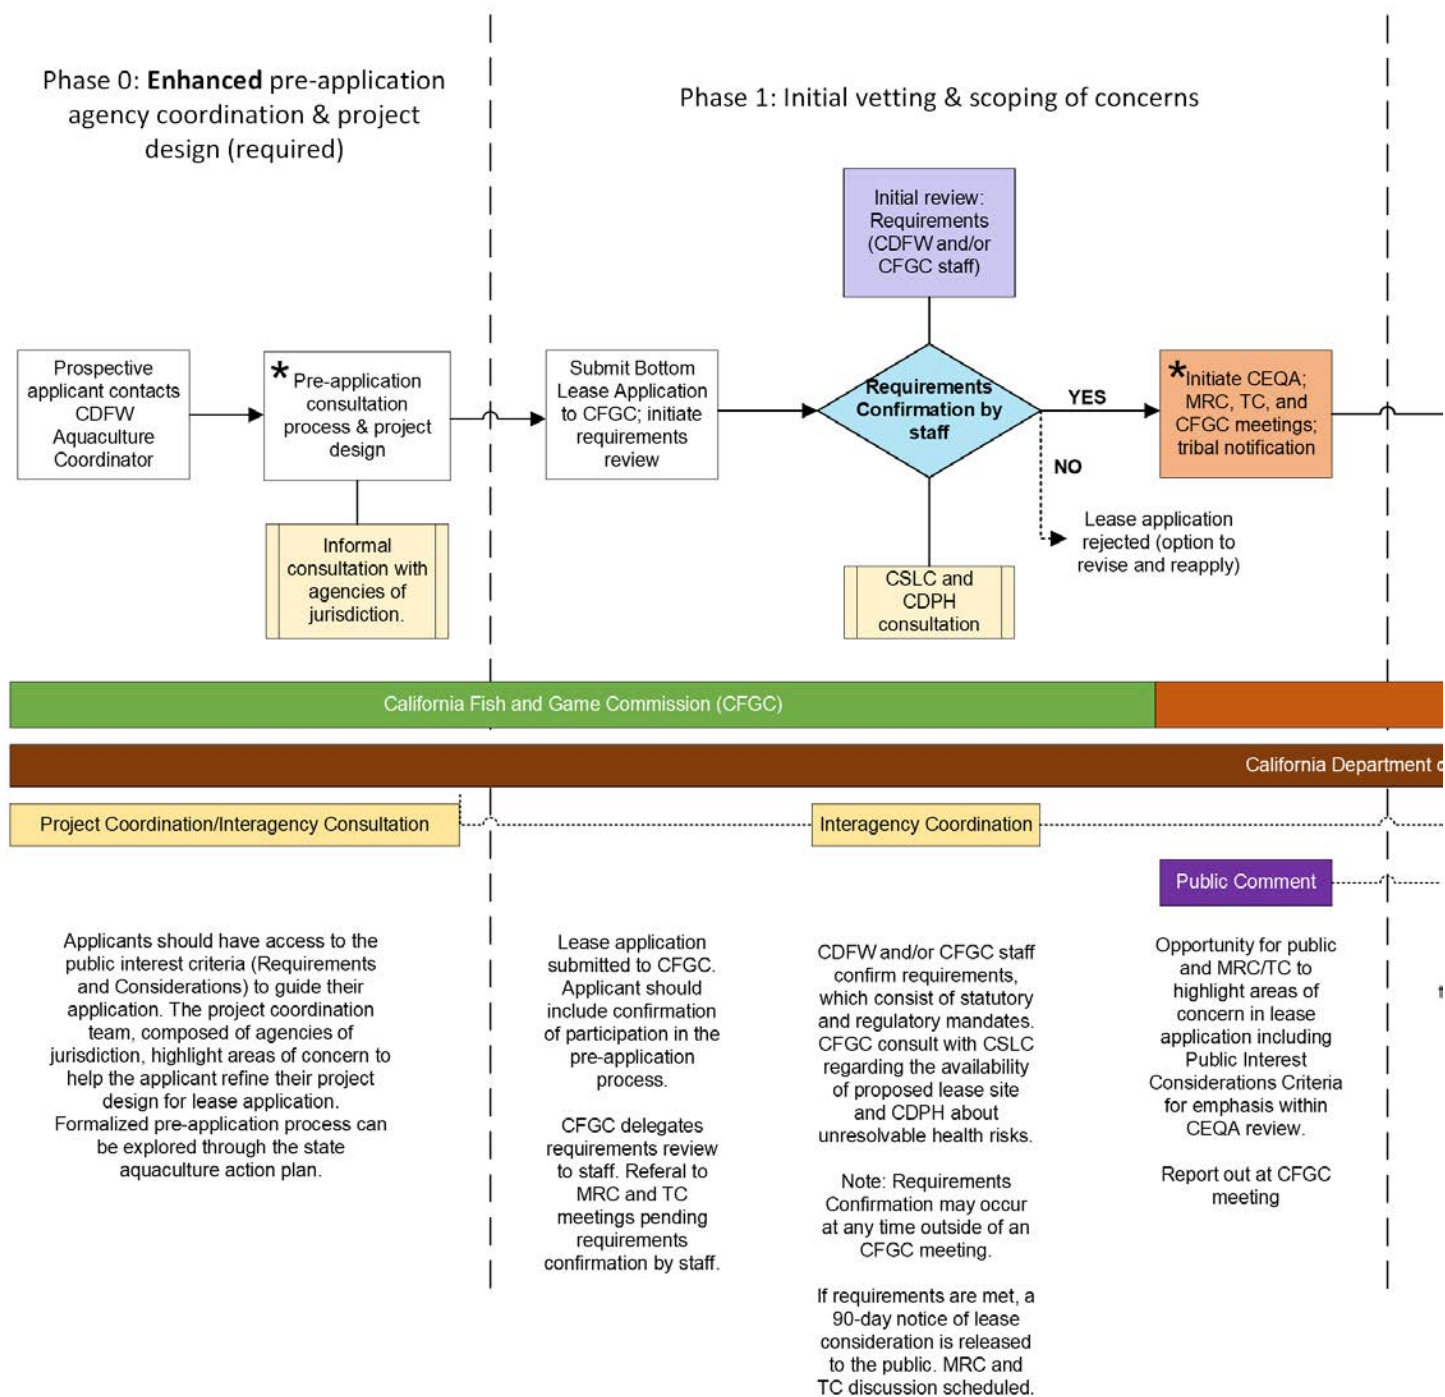 Phase 0: Enhanced pre-application
agency coordination & project
design (required)
Phase 1: Initial vetting & scoping of concerns
Initial review:
Requirements
(CDFW and/or
CFGC staff)
Prospective
applicant contacts
CDFW
Aquaculture
Coordinator
* Pre-application
consultation
process & project
design
Submit Bottom
Lease Application
to CFGC; initiate
requirements
review
Requirements
Confirmation by
staff
YES
NO
* Initiate CEQA;
MRC, TC, and
CFGC meetings;
tribal notification
Lease application
rejected (option to
revise and reapply)
Informal
consultation with
agencies of
jurisdiction.
CSLC and
CDPH
consultation
California Fish and Game Commission (CFGC)
California Department
Project Coordination/Interagency Consultation
Interagency Coordination
Public Comment
Applicants should have access to the
public interest criteria (Requirements
and Considerations) to guide their
application. The project coordination
team, composed of agencies of
jurisdiction, highlight areas of concern to
help the applicant refine their project
design for lease application.
Formalized pre-application process can
be explored through the state
aquaculture action plan.
Lease application
submitted to CFGC.
Applicant should
include confirmation
of participation in the
pre-application
process.
CFGC delegates
requirements review
to staff. Referal to
MRC and TC
meetings pending
requirements
confirmation by staff.
CDFW and/or CFGC staff
confirm requirements,
which consist of statutory
and regulatory mandates.
CFGC consult with CSLC
regarding the availability
of proposed lease site
and CDPH about
unresolvable health risks.
Note: Requirements
Confirmation may occur
at any time outside of an
CFGC meeting.
If requirements are met, a
90-day notice of lease
consideration is released
to the public. MRC and
TC discussion scheduled.
Opportunity for public
and MRC/TC to
highlight areas of
concern in lease
application including
Public Interest
Considerations Criteria
for emphasis within
CEQA review.
Report out at CFGC
meeting